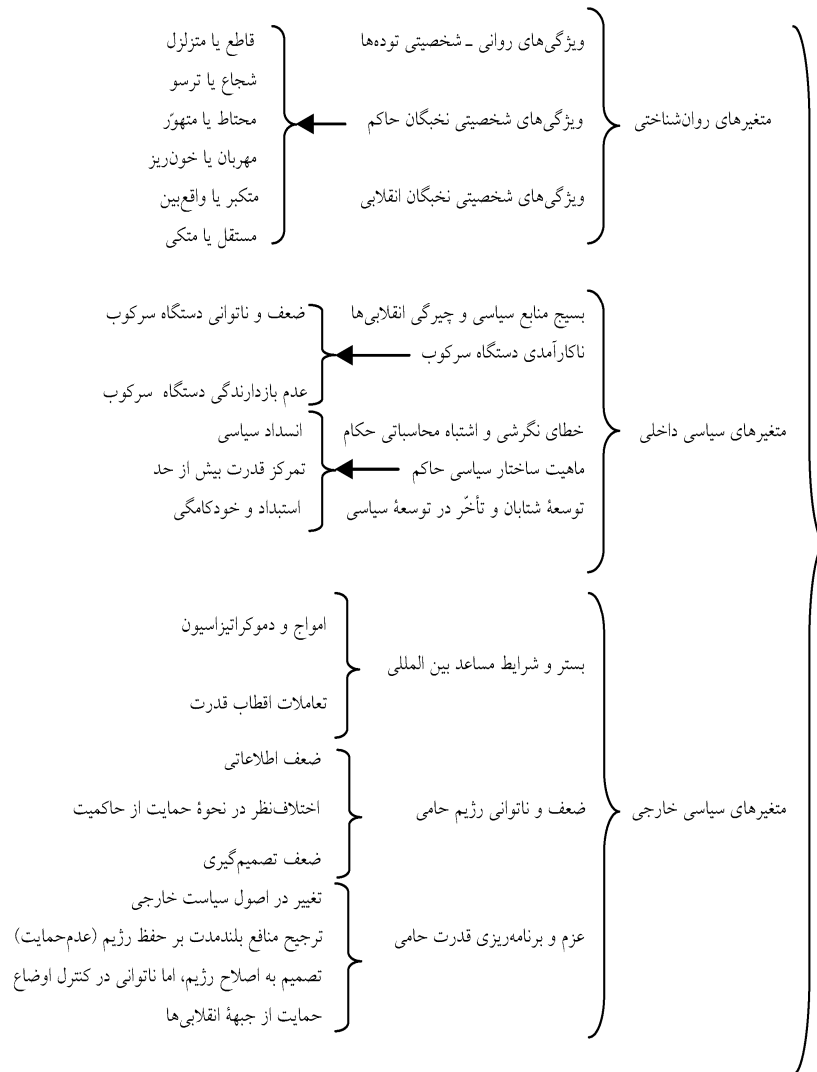 متغیرهای روان‌شناختی
ویژگی‌های روانی ـ شخصیتی توده‌ها
ویژگی‌های شخصیتی نخبگان حاکم
قاطع یا متزلزل
شجاع یا ترسو
محتاط یا متهوّر
مهربان یا خون‌ریز
متکبر یا واقع‌بین
مستقل یا متکی
ویژگی‌های شخصیتی نخبگان انقلابی
متغیرهای سیاسی داخلی
بسیج منابع سیاسی و چیرگی انقلابی‌ها
ناکارآمدی دستگاه سرکوب
ضعف و ناتوانی دستگاه سرکوب
عدم بازدارندگی دستگاه سرکوب
خطای نگرشی و اشتباه محاسباتی حکام
ماهیت ساختار سیاسی حاکم
انسداد سیاسی
تمرکز قدرت بیش از حد
استبداد و خودکامگی
توسعهٔ شتابان و تأخّر در توسعهٔ سیاسی
متغیرهای سیاسی خارجی
بستر و شرایط مساعد بین المللی
امواج و دموکراتیزاسیون
تعاملات اقطاب قدرت
ضعف و ناتوانی رژیم حامی
ضعف اطلاعاتی
اختلاف‌نظر در نحوهٔ حمایت از حاکمیت
ضعف تصمیم‌گیری
عزم و برنامه‌ریزی قدرت حامی
تغییر در اصول سیاست خارجی
ترجیح منافع بلندمدت بر حفظ رژیم (عدم‌حمایت)
تصمیم به اصلاح رژیم، اما ناتوانی در کنترل اوضاع
حمایت از جبههٔ انقلابی‌ها